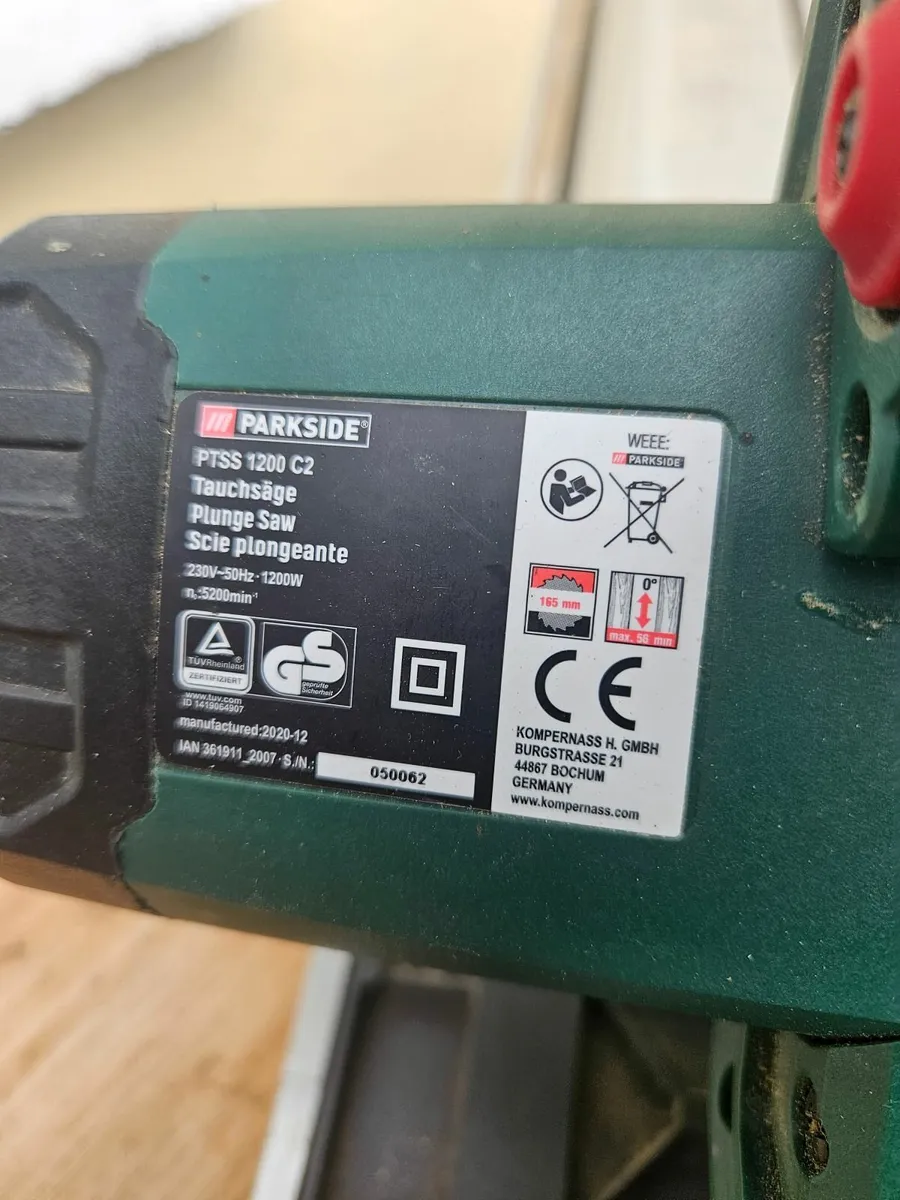 PARKSIDE®
PTSS 1200 C2
Tauchsäge
Plunge Saw
Scie plongeante
230V~50Hz · 1200W
n₀:5200min⁻¹
TÜVRheinland®
ZERTIFIZIERT
GS
geprüfte
Sicherheit
www.tuv.com
ID 1419064907
manufactured:2020-12
IAN 361911_2007 · S./N.:
050062
WEEE:
PARKSIDE
165 mm
0°
max. 56 mm
CE
KOMPERNASS H. GMBH
BURGSTRASSE 21
44867 BOCHUM
GERMANY
www.kompernass.com